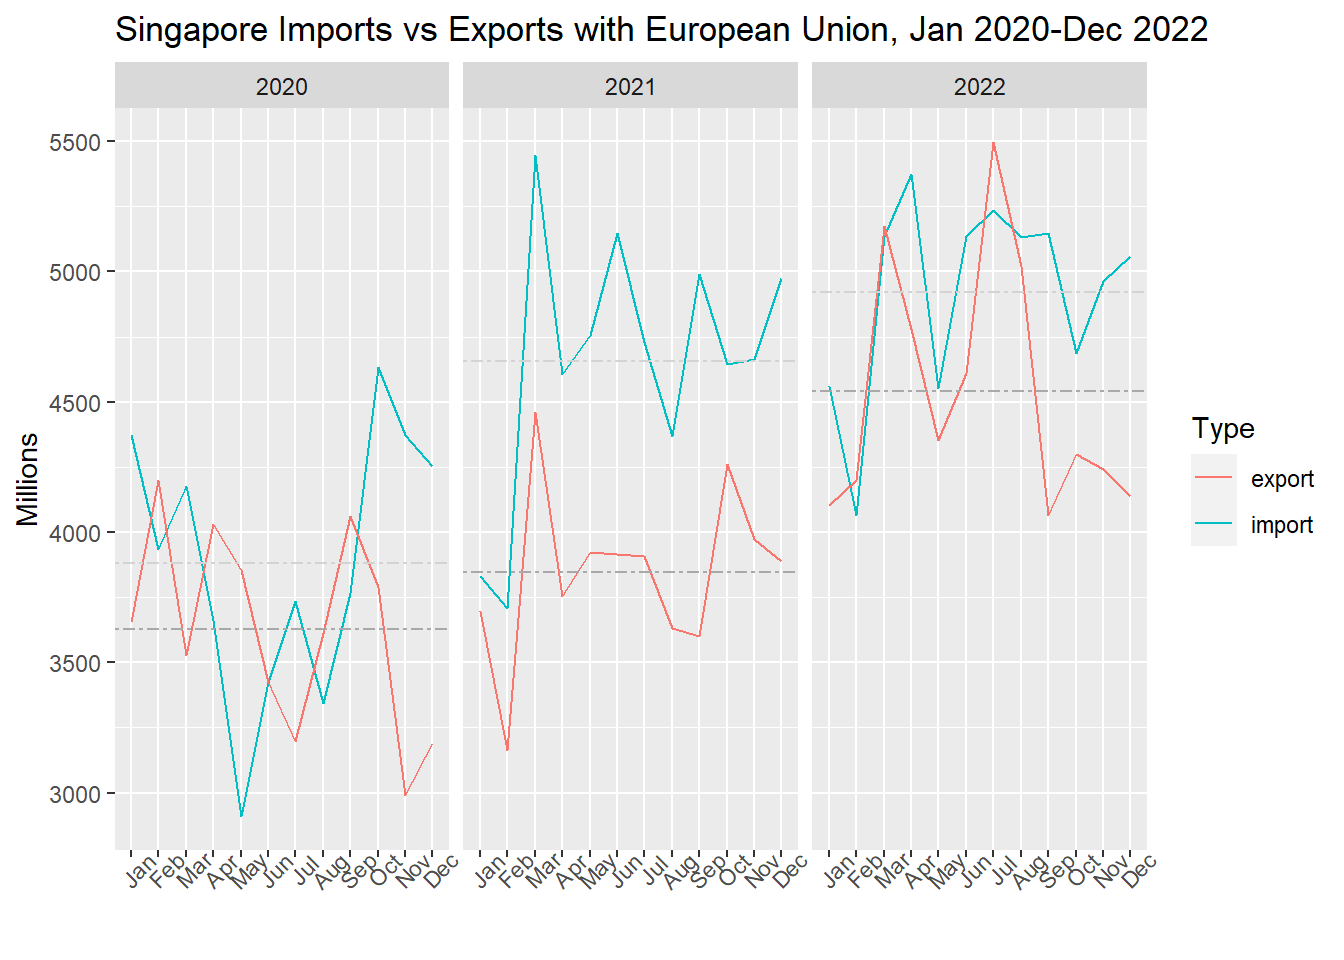 Singapore Imports vs Exports with European Union, Jan 2020-Dec 2022
2020 2021 2022
5500
5000
4500
4000
3500
3000
Millions
Jan Feb Mar Apr May Jun Jul Aug Sep Oct Nov Dec Jan Feb Mar Apr May Jun Jul Aug Sep Oct Nov Dec Jan Feb Mar Apr May Jun Jul Aug Sep Oct Nov Dec
Type
export
import